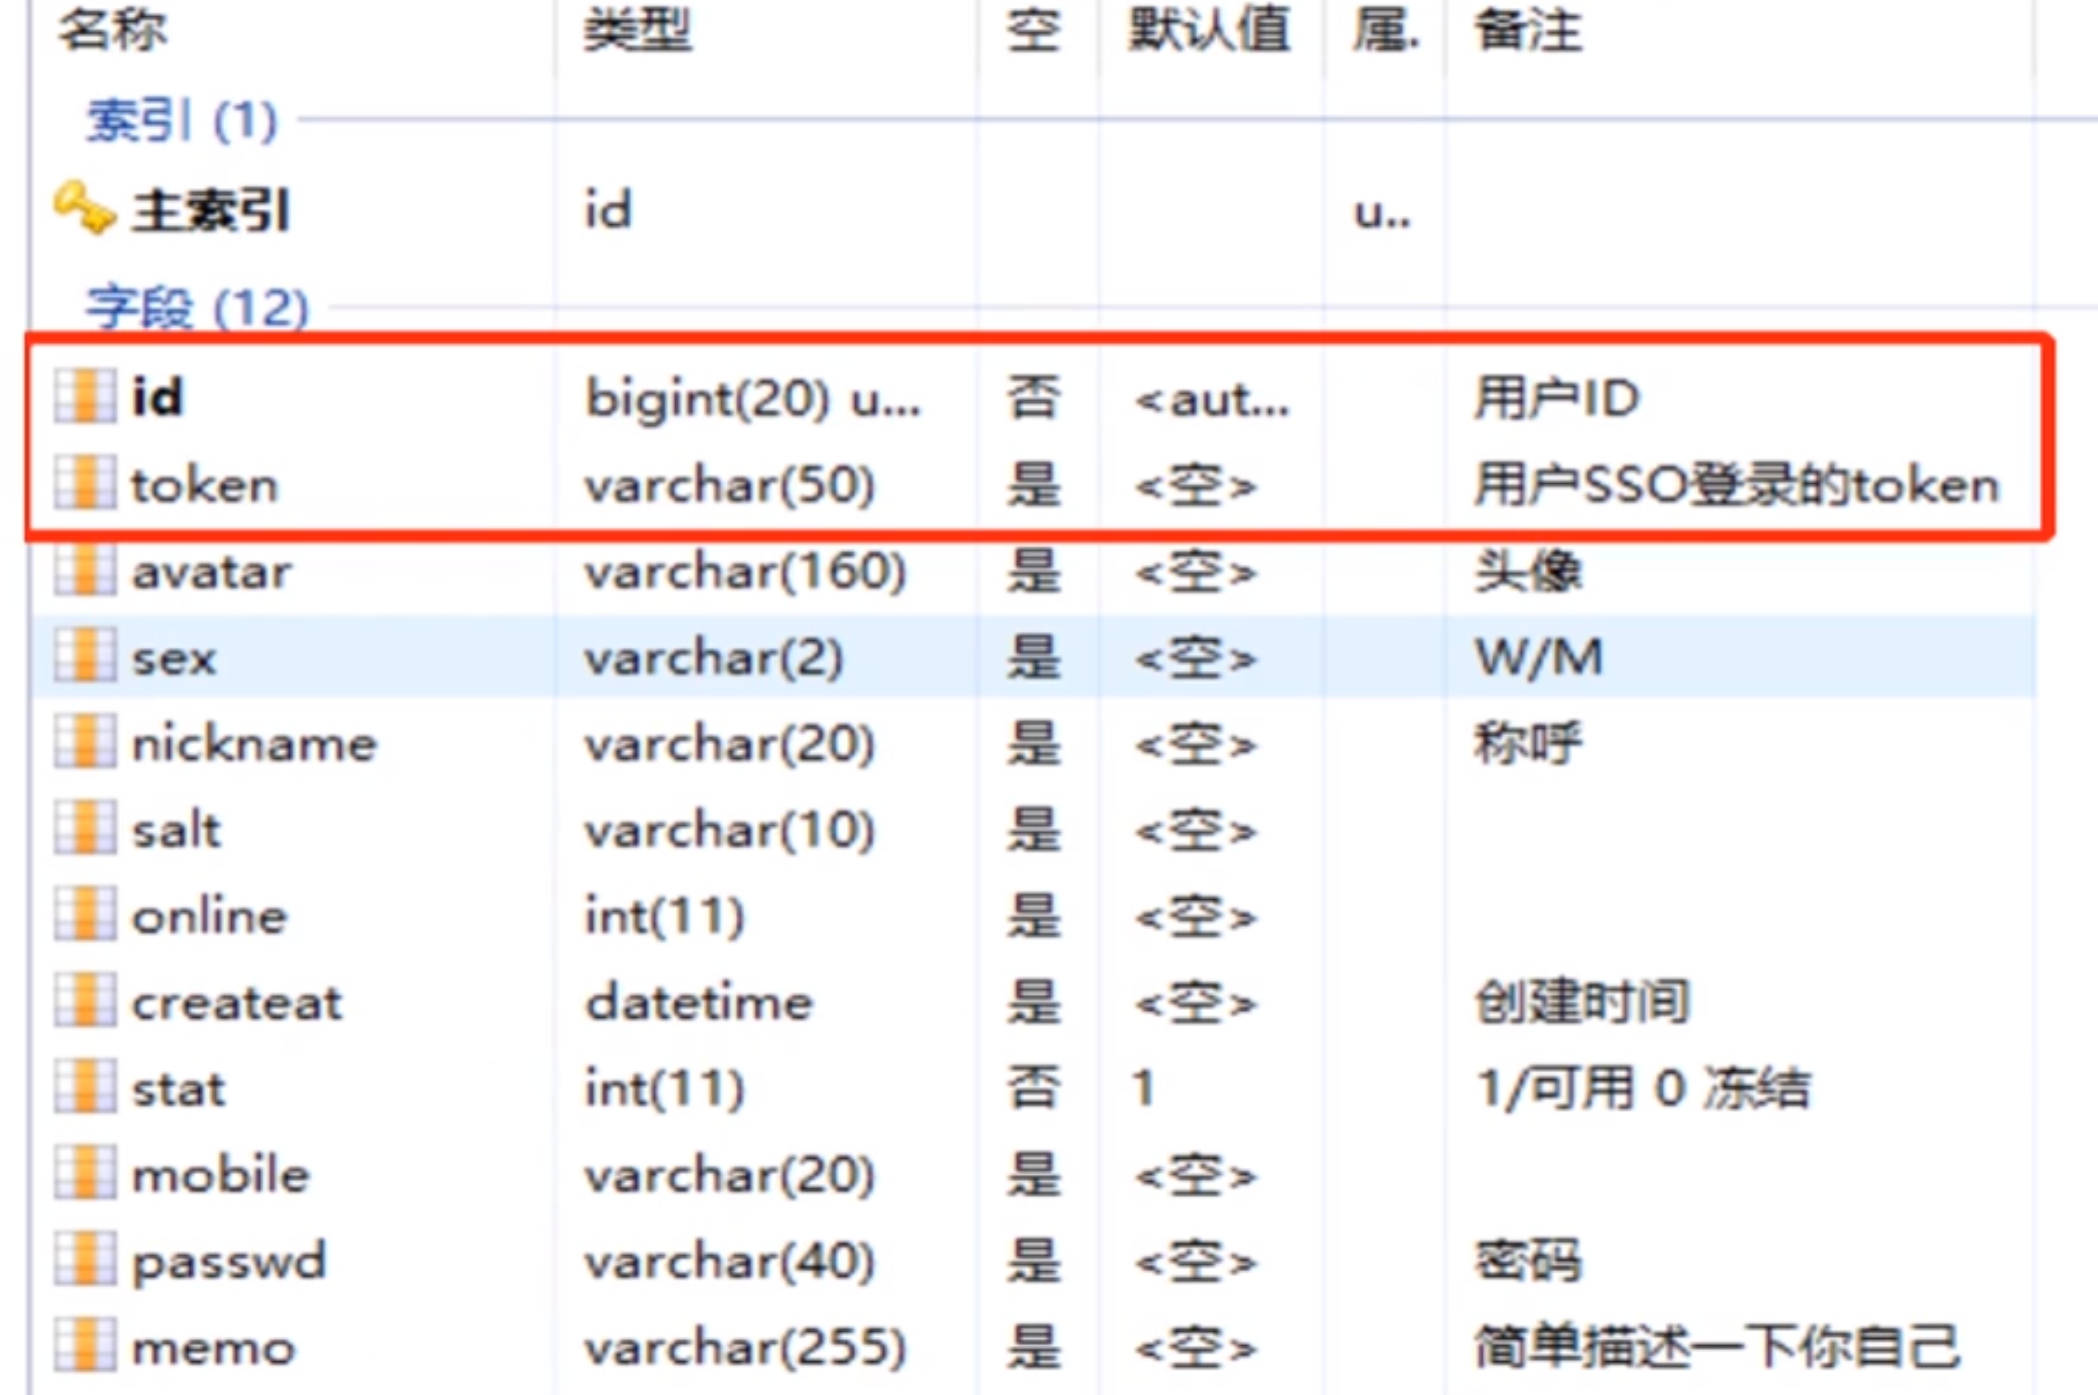 名称 类型 空 默认值 属. 备注
索引 (1)
主索引 id u..
字段 (12)
id bigint(20) u... 否 <aut... 用户ID
token varchar(50) 是 <空> 用户SSO登录的token
avatar varchar(160) 是 <空> 头像
sex varchar(2) 是 <空> W/M
nickname varchar(20) 是 <空> 称呼
salt varchar(10) 是 <空>
online int(11) 是 <空>
createat datetime 是 <空> 创建时间
stat int(11) 否 1 1/可用 0 冻结
mobile varchar(20) 是 <空>
passwd varchar(40) 是 <空> 密码
memo varchar(255) 是 <空> 简单描述一下你自己